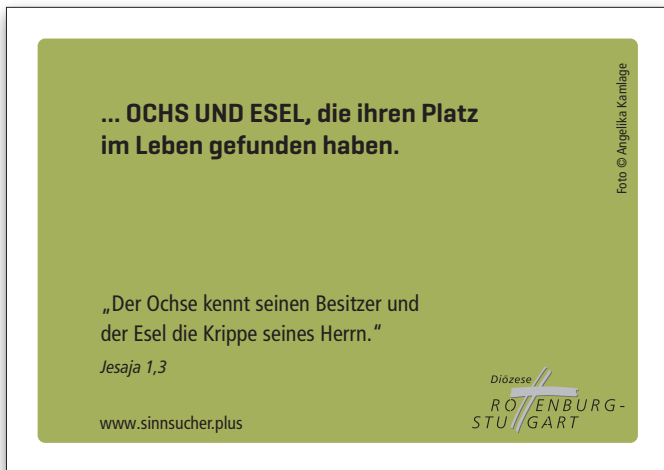 ... OCHS UND ESEL, die ihren Platz
im Leben gefunden haben.
Foto © Angelika Kamlage
„Der Ochse kennt seinen Besitzer und
der Esel die Krippe seines Herrn.“
Jesaja 1,3
www.sinnsucher.plus
Diözese
ROTTENBURG-
STUTTGART